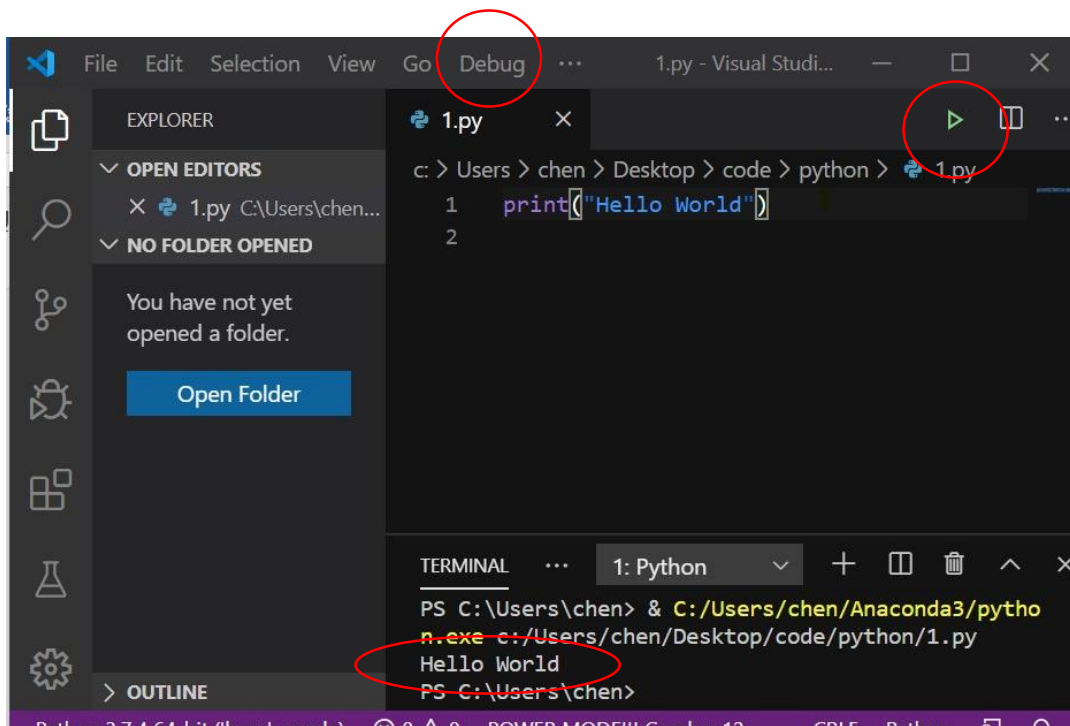 File Edit Selection View Go Debug ... 1.py - Visual Studi...
EXPLORER
OPEN EDITORS
1.py C:\Users\chen...
NO FOLDER OPENED
You have not yet
opened a folder.
Open Folder
OUTLINE
1.py
c: > Users > chen > Desktop > code > python > 1.py
1 print("Hello World")
2
TERMINAL ... 1: Python
PS C:\Users\chen> & C:/Users/chen/Anaconda3/pytho
n.exe c:/Users/chen/Desktop/code/python/1.py
Hello World
PS C:\Users\chen>